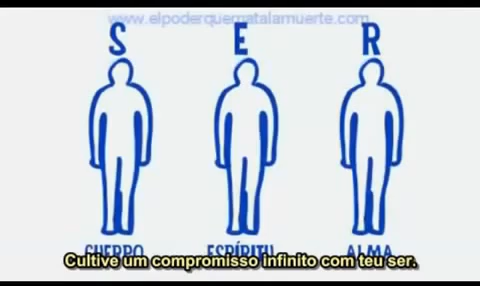 www.elpoderquematalamuerte.com
S E R
CUERPO ESPÍRITU ALMA
Cultive um compromisso infinito com teu ser.